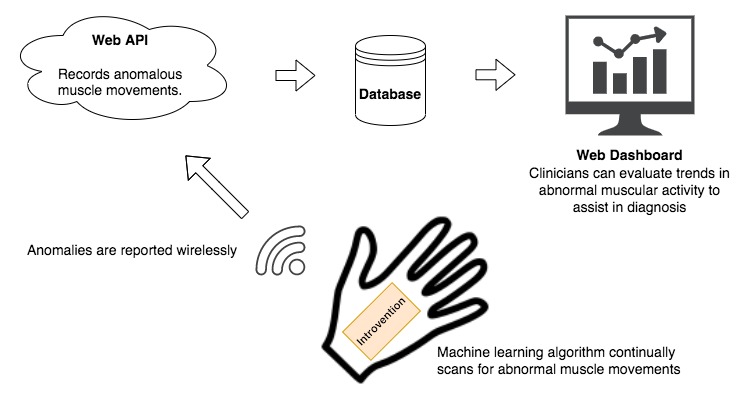 Web API
Records anomalous
muscle movements.
Database
Web Dashboard
Clinicians can evaluate trends in
abnormal muscular activity to
assist in diagnosis
Anomalies are reported wirelessly
Introvention
Machine learning algorithm continually
scans for abnormal muscle movements